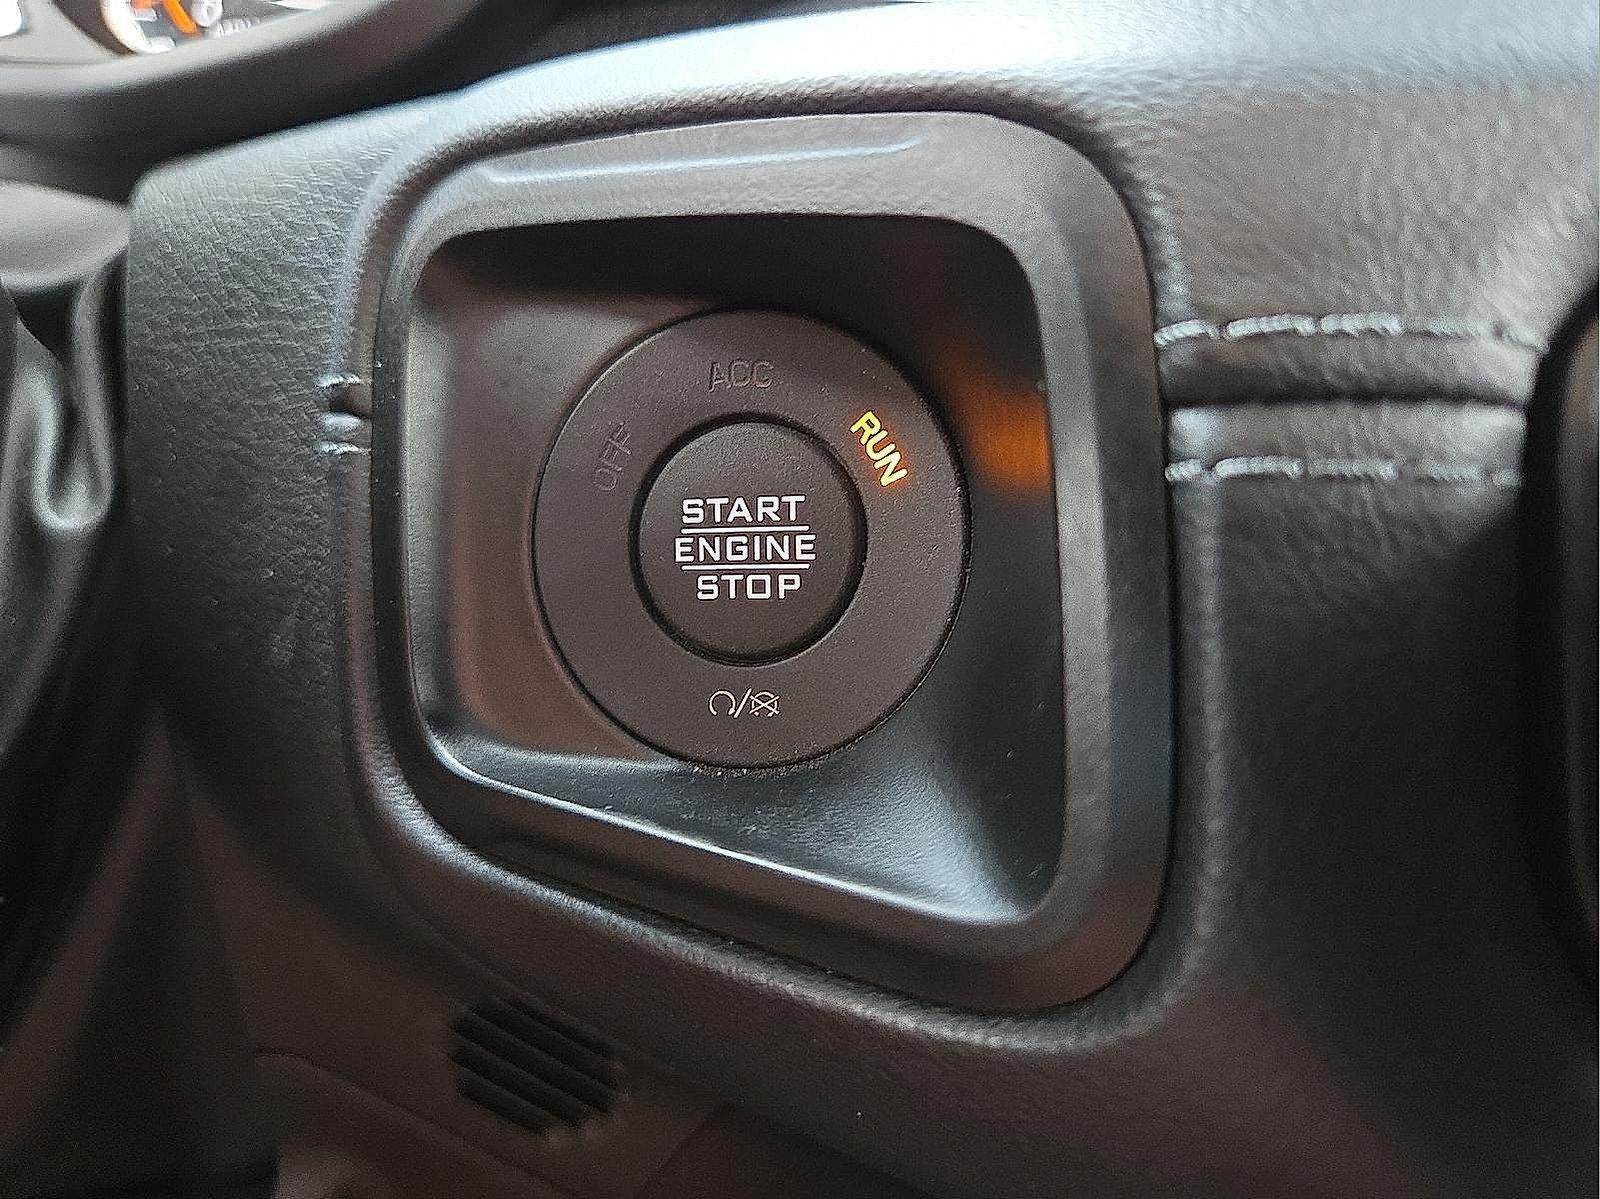 ACC
OFF
RUN
START
ENGINE
STOP